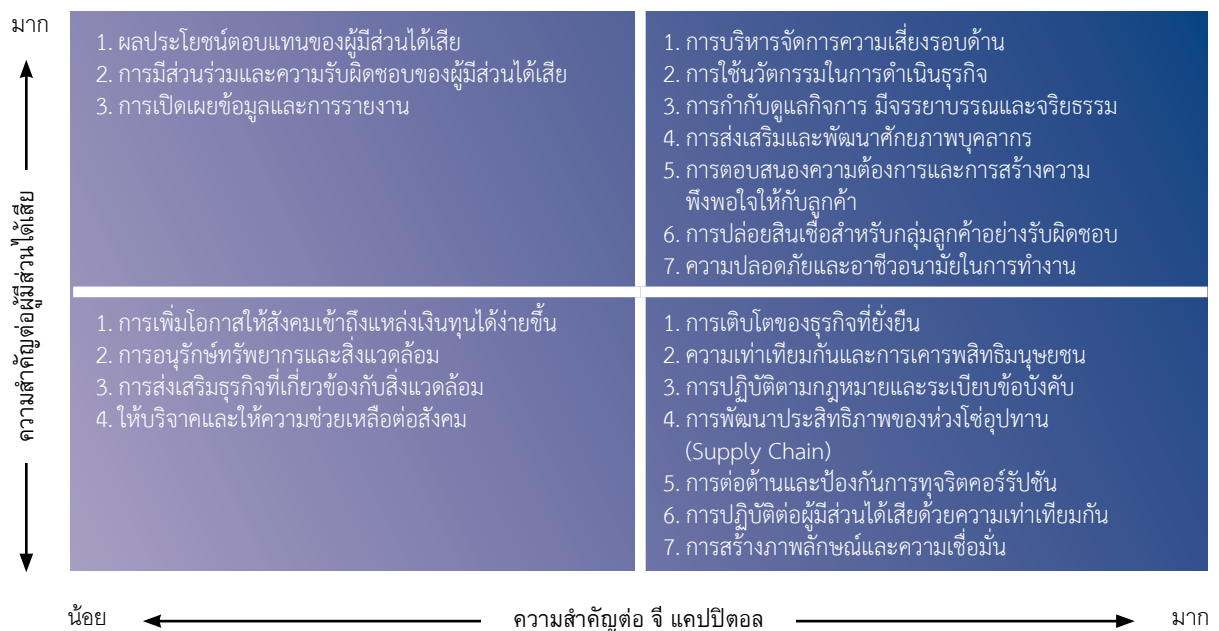 มาก
1. ผลประโยชน์ตอบแทนของผู้มีส่วนได้เสีย
2. การมีส่วนร่วมและความรับผิดชอบของผู้มีส่วนได้เสีย
3. การเปิดเผยข้อมูลและการรายงาน
1. การบริหารจัดการความเสี่ยงรอบด้าน
2. การใช้นวัตกรรมในการดำเนินธุรกิจ
3. การกำกับดูแลกิจการ มีจรรยาบรรณและจริยธรรม
4. การส่งเสริมและพัฒนาศักยภาพบุคลากร
5. การตอบสนองความต้องการและการสร้างความ
พึงพอใจให้กับลูกค้า
6. การปล่อยสินเชื่อสำหรับกลุ่มลูกค้าอย่างรับผิดชอบ
7. ความปลอดภัยและอาชีวอนามัยในการทำงาน
ความสำคัญต่อผู้มีส่วนได้เสีย
1. การเพิ่มโอกาสให้สังคมเข้าถึงแหล่งเงินทุนได้ง่ายขึ้น
2. การอนุรักษ์ทรัพยากรและสิ่งแวดล้อม
3. การส่งเสริมธุรกิจที่เกี่ยวข้องกับสิ่งแวดล้อม
4. ให้บริจาคและให้ความช่วยเหลือต่อสังคม
1. การเติบโตของธุรกิจที่ยั่งยืน
2. ความเท่าเทียมกันและการเคารพสิทธิมนุษยชน
3. การปฏิบัติตามกฎหมายและระเบียบข้อบังคับ
4. การพัฒนาประสิทธิภาพของห่วงโซ่อุปทาน
(Supply Chain)
5. การต่อต้านและป้องกันการทุจริตคอร์รัปชัน
6. การปฏิบัติต่อผู้มีส่วนได้เสียด้วยความเท่าเทียมกัน
7. การสร้างภาพลักษณ์และความเชื่อมั่น
น้อย
ความสำคัญต่อ จี แคปปิตอล
มาก